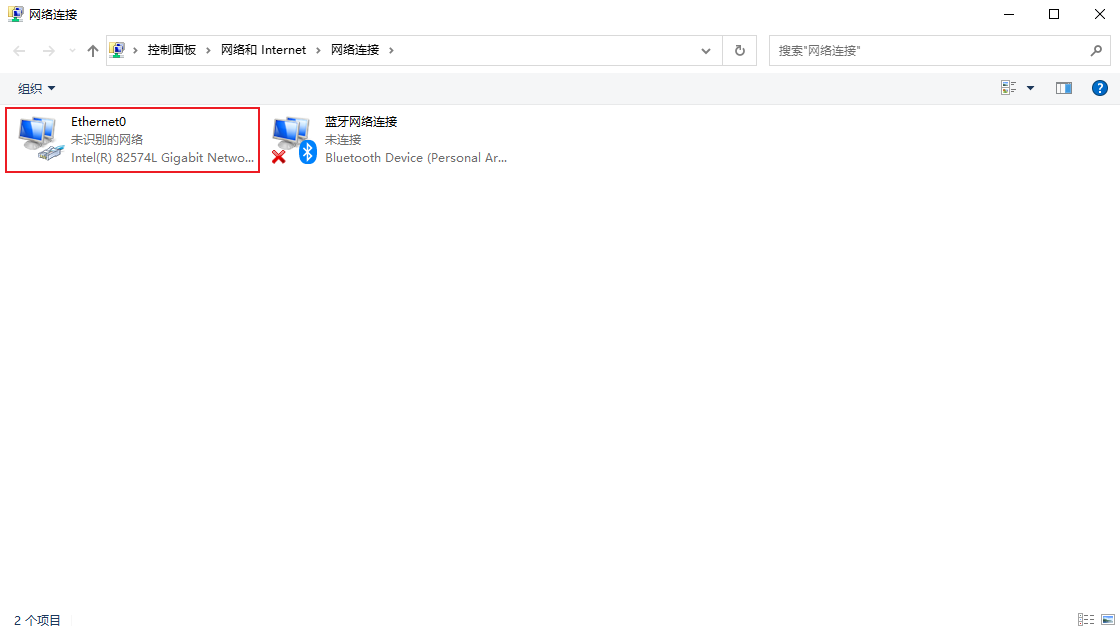 网络连接
控制面板 > 网络和 Internet > 网络连接 >
搜索"网络连接"
组织
Ethernet0
未识别的网络
Intel(R) 82574L Gigabit Netwo...
蓝牙网络连接
未连接
Bluetooth Device (Personal Ar...
2 个项目